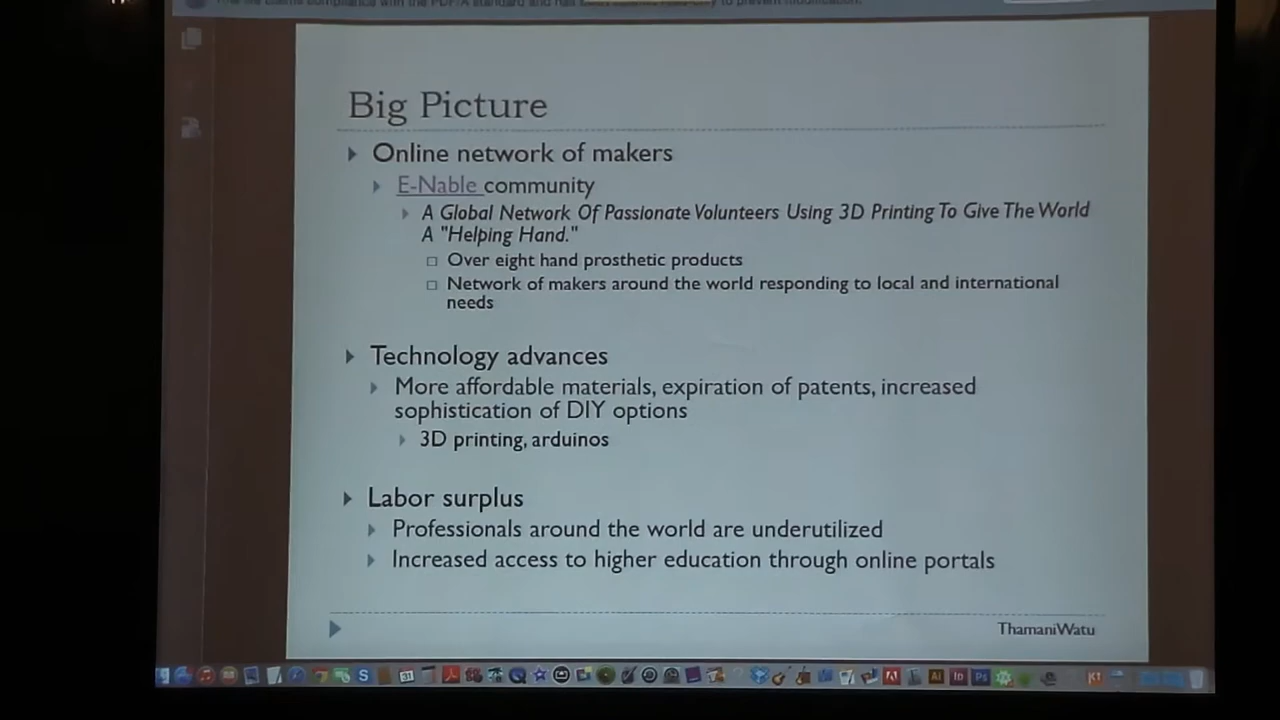 Big Picture
Online network of makers
E-Nable community
A Global Network Of Passionate Volunteers Using 3D Printing To Give The World
A "Helping Hand."
Over eight hand prosthetic products
Network of makers around the world responding to local and international
needs
Technology advances
More affordable materials, expiration of patents, increased
sophistication of DIY options
3D printing, arduinos
Labor surplus
Professionals around the world are underutilized
Increased access to higher education through online portals
ThamaniWatu